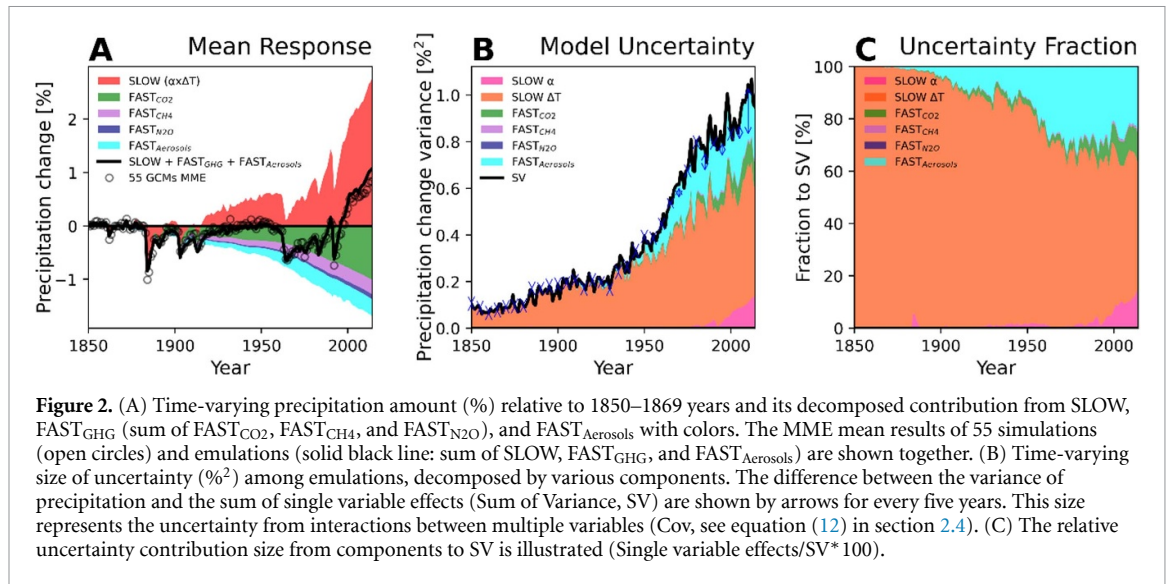 A Mean Response
Precipitation change [%]
SLOW (αxΔT)
FAST_CO2
FAST_CH4
FAST_N2O
FAST_Aerosols
SLOW + FAST_GHG + FAST_Aerosols
55 GCMs MME
2
1
0
−1
1850 1900 1950 2000
Year
B Model Uncertainty
Precipitation change variance [%²]
SLOW α
SLOW ΔT
FAST_CO2
FAST_CH4
FAST_N2O
FAST_Aerosols
SV
1.0
0.8
0.6
0.4
0.2
0.0
1850 1900 1950 2000
Year
C Uncertainty Fraction
Fraction to SV [%]
SLOW α
SLOW ΔT
FAST_CO2
FAST_CH4
FAST_N2O
FAST_Aerosols
100
80
60
40
20
0
1850 1900 1950 2000
Year
Figure 2. (A) Time-varying precipitation amount (%) relative to 1850–1869 years and its decomposed contribution from SLOW,
FAST_GHG (sum of FAST_CO2, FAST_CH4, and FAST_N2O), and FAST_Aerosols with colors. The MME mean results of 55 simulations
(open circles) and emulations (solid black line: sum of SLOW, FAST_GHG, and FAST_Aerosols) are shown together. (B) Time-varying
size of uncertainty (%²) among emulations, decomposed by various components. The difference between the variance of
precipitation and the sum of single variable effects (Sum of Variance, SV) are shown by arrows for every five years. This size
represents the uncertainty from interactions between multiple variables (Cov, see equation (12) in section 2.4). (C) The relative
uncertainty contribution size from components to SV is illustrated (Single variable effects/SV*100).